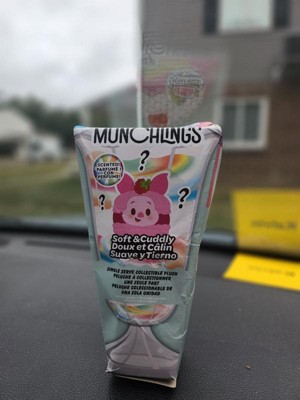 MUNCHLINGS
SCENTED!
PARFUMÉ !
¡CON
PERFUME!
?
? ?
Soft & Cuddly
Doux et Câlin
Suave y Tierno
SINGLE SERVE COLLECTIBLE PLUSH
PELUCHE À COLLECTIONNER
UNE SEULE PART
PELUCHE COLECCIONABLE DE
UNA SOLA UNIDAD